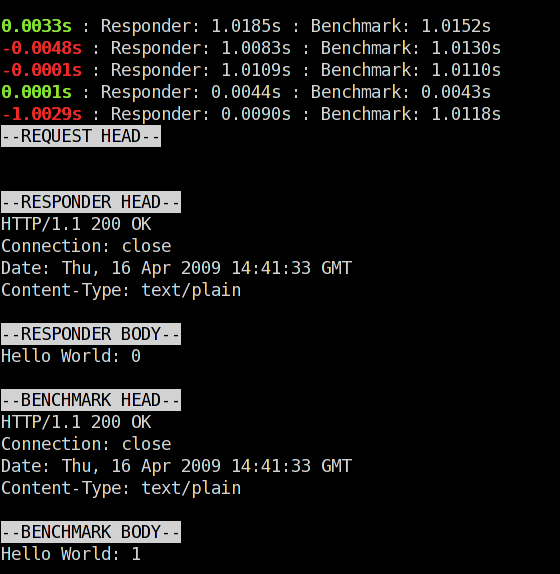 0.0033s : Responder: 1.0185s : Benchmark: 1.0152s
-0.0048s : Responder: 1.0083s : Benchmark: 1.0130s
-0.0001s : Responder: 1.0109s : Benchmark: 1.0110s
0.0001s : Responder: 0.0044s : Benchmark: 0.0043s
-1.0029s : Responder: 0.0090s : Benchmark: 1.0118s
--REQUEST HEAD--
--RESPONDER HEAD--
HTTP/1.1 200 OK
Connection: close
Date: Thu, 16 Apr 2009 14:41:33 GMT
Content-Type: text/plain
--RESPONDER BODY--
Hello World: 0
--BENCHMARK HEAD--
HTTP/1.1 200 OK
Connection: close
Date: Thu, 16 Apr 2009 14:41:33 GMT
Content-Type: text/plain
--BENCHMARK BODY--
Hello World: 1